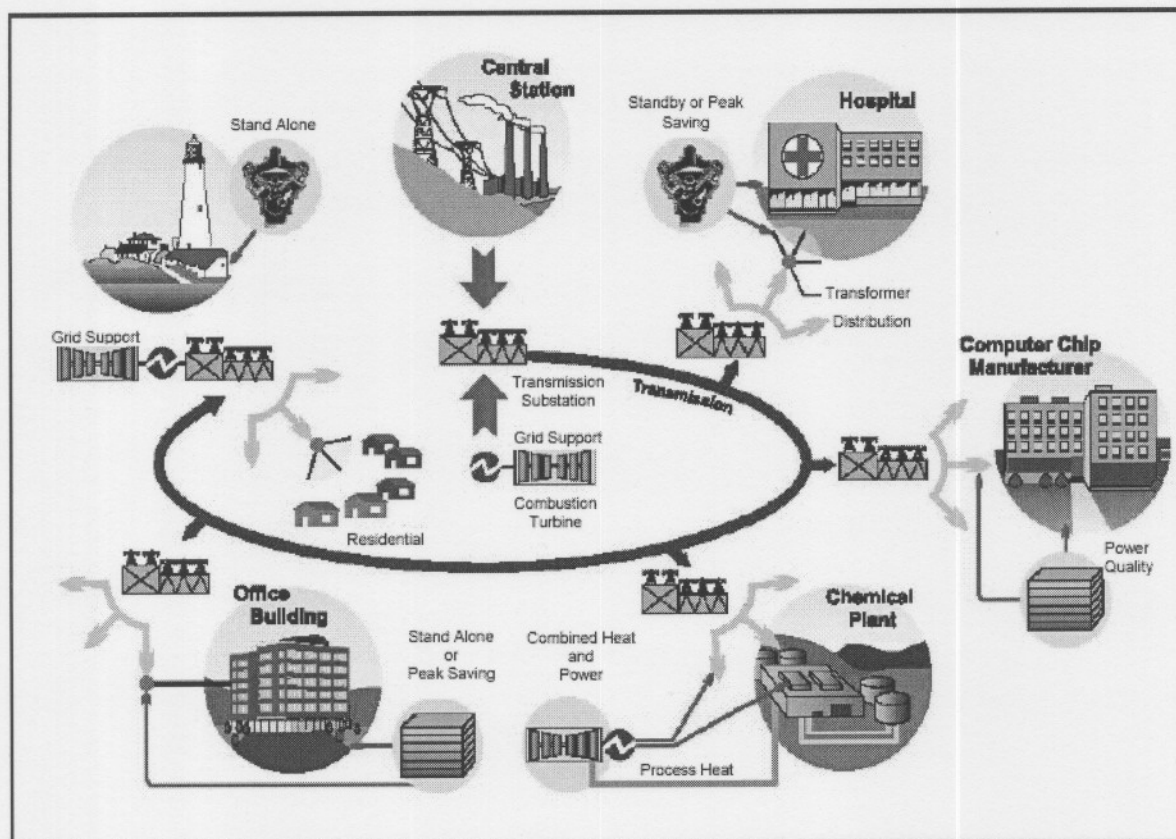 Central
Station
Stand Alone
Standby or Peak
Saving
Hospital
Transformer
Distribution
Grid Support
Transmission
Substation
Transmission
Computer Chip
Manufacturer
Grid Support
Combustion
Turbine
Residential
Power
Quality
Office
Building
Stand Alone
or
Peak Saving
Combined Heat
and
Power
Chemical
Plant
Process Heat